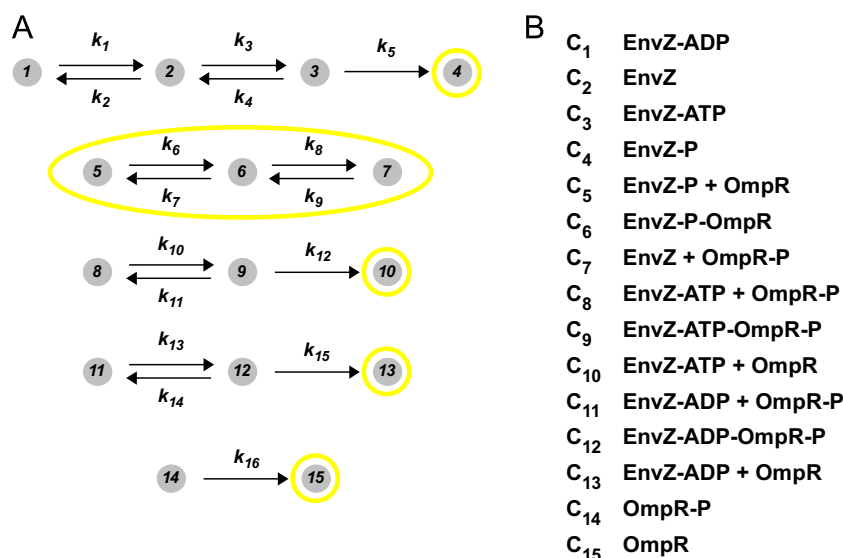 A
k1 k3 k5
1 2 3 4
k2 k4
k6 k8
5 6 7
k7 k9
k10 k12
8 9 10
k11
k13 k15
11 12 13
k14
k16
14 15
B
C1 EnvZ-ADP
C2 EnvZ
C3 EnvZ-ATP
C4 EnvZ-P
C5 EnvZ-P + OmpR
C6 EnvZ-P-OmpR
C7 EnvZ + OmpR-P
C8 EnvZ-ATP + OmpR-P
C9 EnvZ-ATP-OmpR-P
C10 EnvZ-ATP + OmpR
C11 EnvZ-ADP + OmpR-P
C12 EnvZ-ADP-OmpR-P
C13 EnvZ-ADP + OmpR
C14 OmpR-P
C15 OmpR